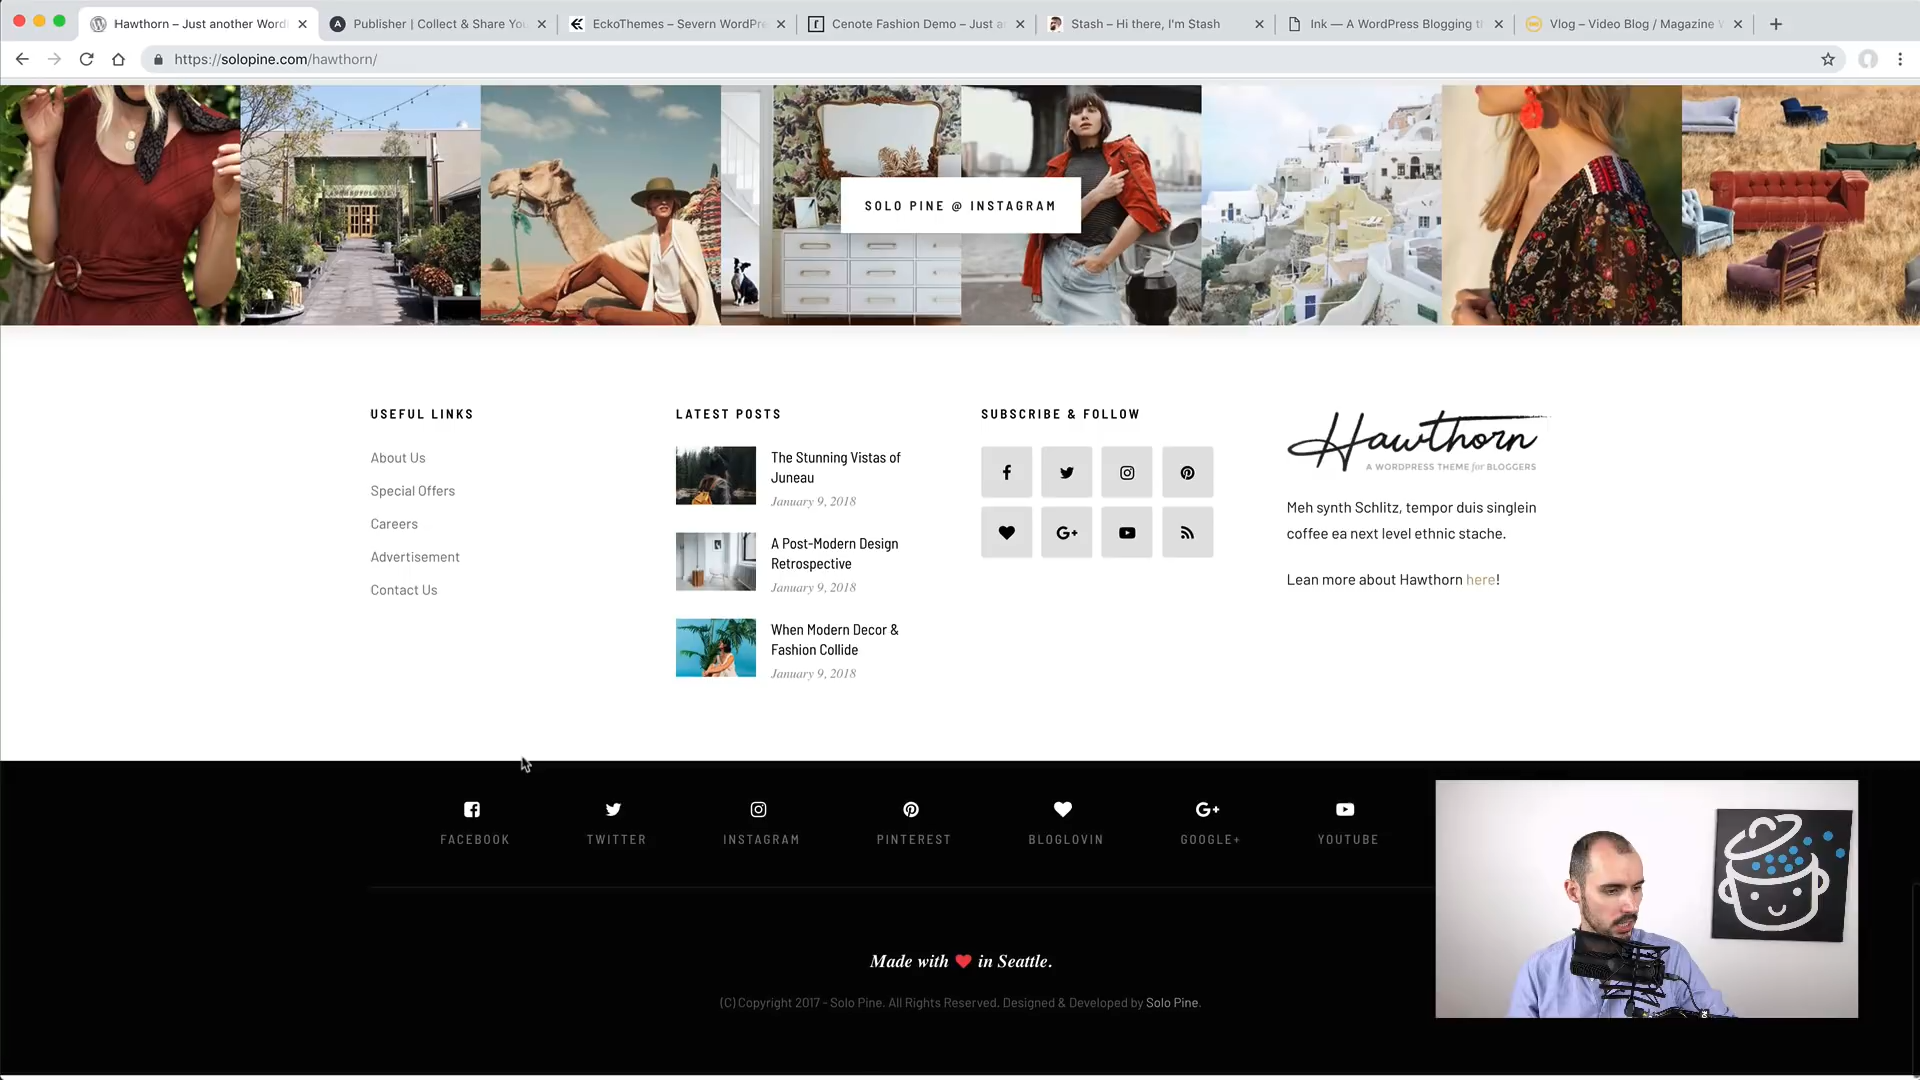 Hawthorn – Just another Word
Publisher | Collect & Share You
EckoThemes – Severn WordPre
Cenote Fashion Demo – Just a
Stash – Hi there, I'm Stash
Ink — A WordPress Blogging t
Vlog – Video Blog / Magazine W
https://solopine.com/hawthorn/
SOLO PINE @ INSTAGRAM
USEFUL LINKS
About Us
Special Offers
Careers
Advertisement
Contact Us
LATEST POSTS
The Stunning Vistas of
Juneau
January 9, 2018
A Post-Modern Design
Retrospective
January 9, 2018
When Modern Decor &
Fashion Collide
January 9, 2018
SUBSCRIBE & FOLLOW
Hawthorn
A WORDPRESS THEME for BLOGGERS
Meh synth Schlitz, tempor duis singlein
coffee ea next level ethnic stache.
Lean more about Hawthorn here!
FACEBOOK
TWITTER
INSTAGRAM
PINTEREST
BLOGLOVIN
GOOGLE+
YOUTUBE
Made with ❤ in Seattle.
(C) Copyright 2017 - Solo Pine. All Rights Reserved. Designed & Developed by Solo Pine.